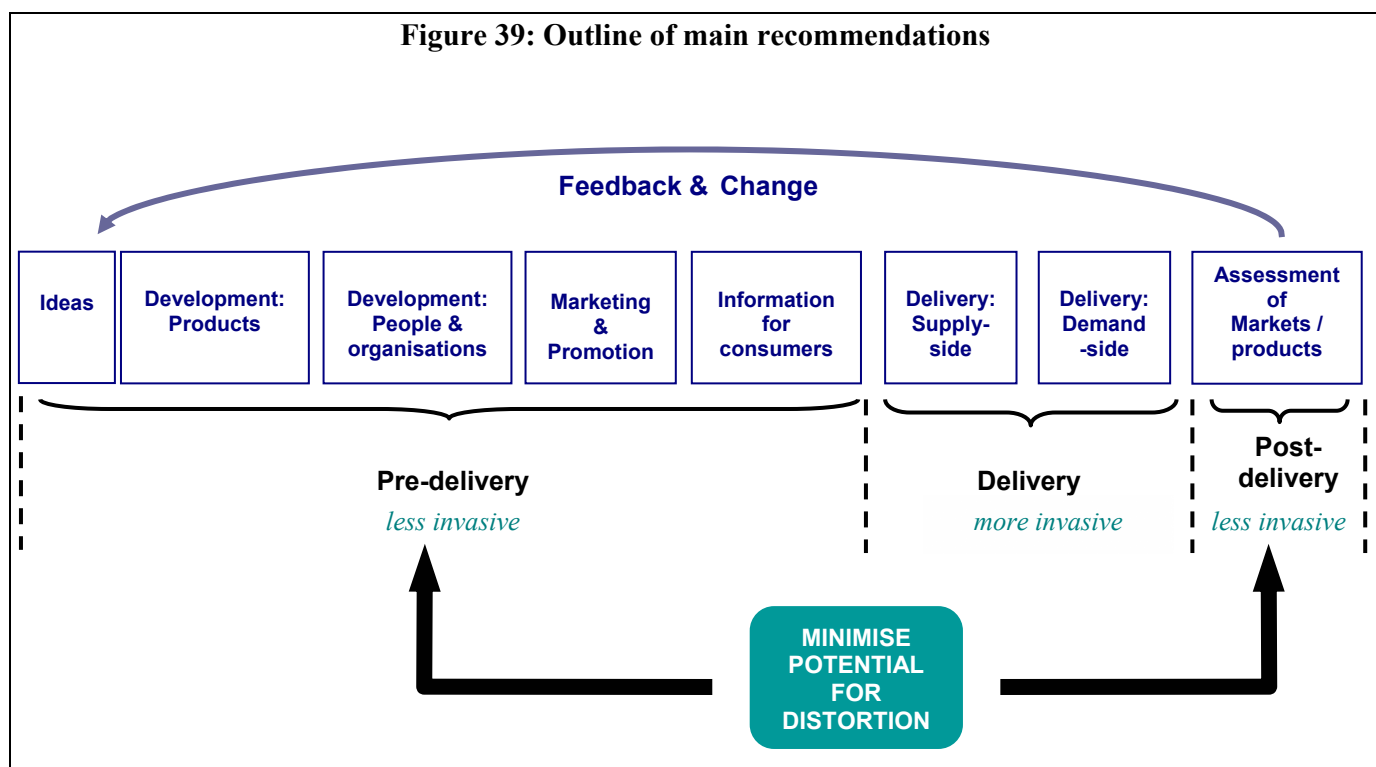 Figure 39: Outline of main recommendations
Feedback & Change
Ideas
Development:
Products
Development:
People &
organisations
Marketing
&
Promotion
Information
for
consumers
Delivery:
Supply-
side
Delivery:
Demand
-side
Assessment
of
Markets /
products
Pre-delivery
less invasive
Delivery
more invasive
Post-
delivery
less invasive
MINIMISE
POTENTIAL
FOR
DISTORTION